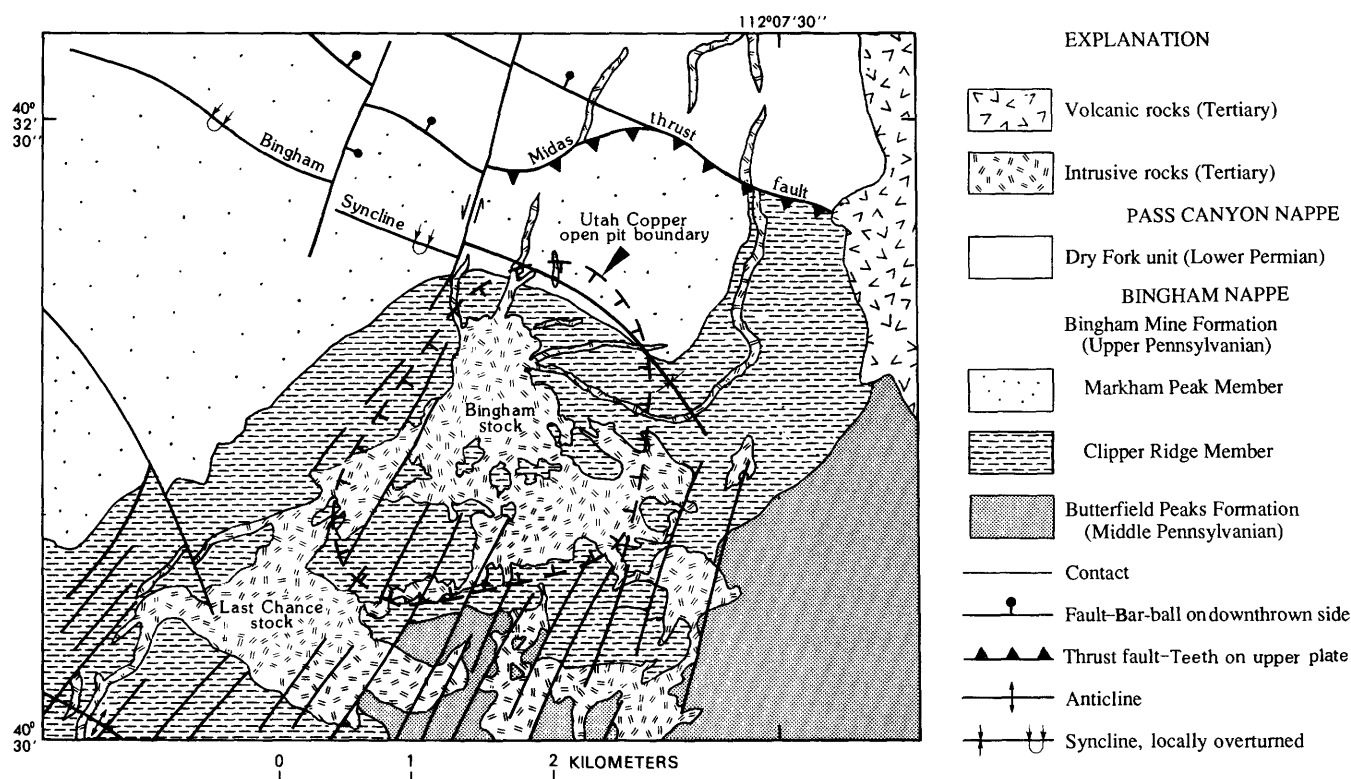 112°07'30''
40°
32'
30''
Bingham
Syncline
Midas
thrust
fault
Utah Copper
open pit boundary
Bingham
stock
Last Chance
stock
40°
30'
0 1 2 KILOMETERS
EXPLANATION
Volcanic rocks (Tertiary)
Intrusive rocks (Tertiary)
PASS CANYON NAPPE
Dry Fork unit (Lower Permian)
BINGHAM NAPPE
Bingham Mine Formation
(Upper Pennsylvanian)
Markham Peak Member
Clipper Ridge Member
Butterfield Peaks Formation
(Middle Pennsylvanian)
Contact
Fault-Bar-ball on downthrown side
Thrust fault-Teeth on upper plate
Anticline
Syncline, locally overturned